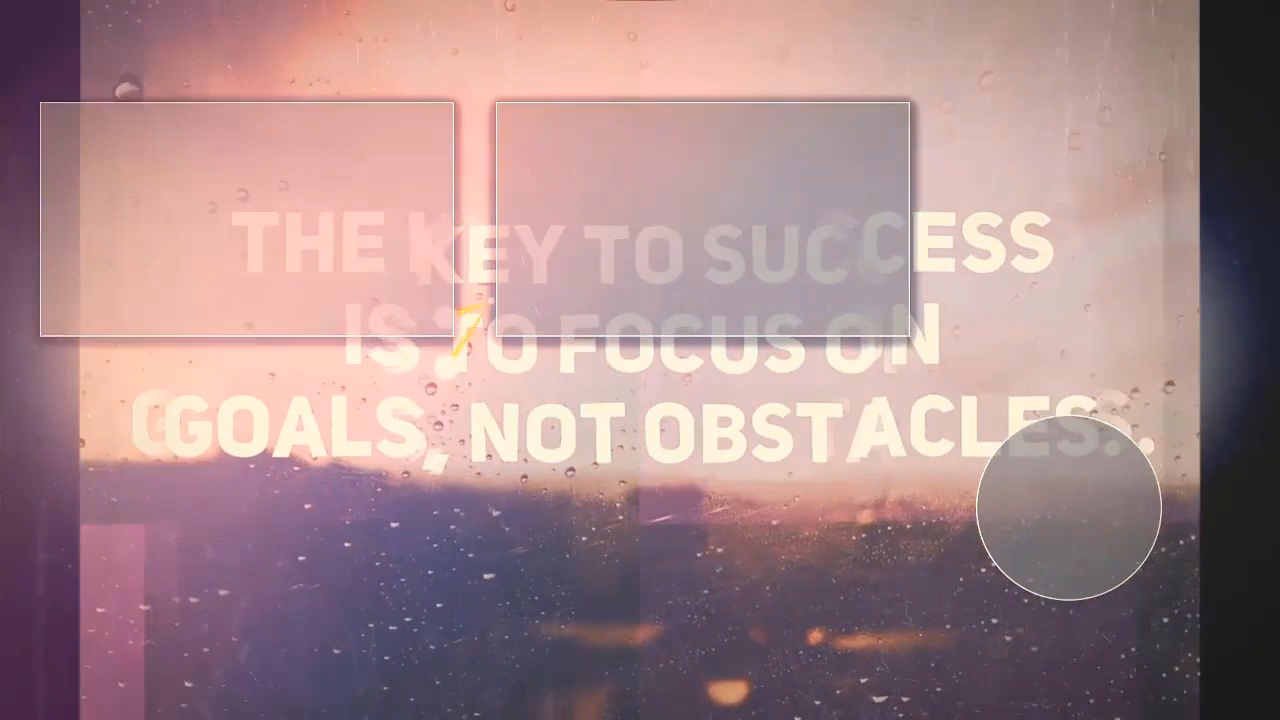 THE KEY TO SUCCESS
IS TO FOCUS ON
GOALS, NOT OBSTACLES.